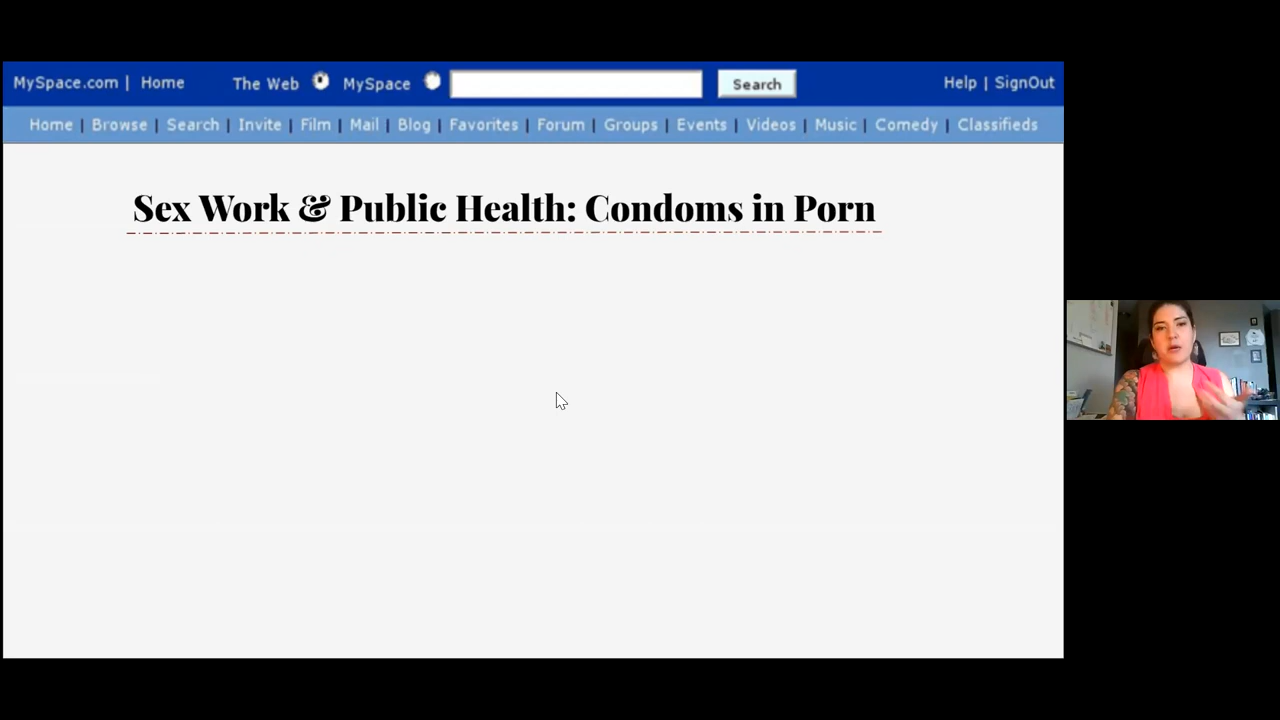 MySpace.com | Home The Web MySpace Search Help | SignOut
Home | Browse | Search | Invite | Film | Mail | Blog | Favorites | Forum | Groups | Events | Videos | Music | Comedy | Classifieds
Sex Work & Public Health: Condoms in Porn